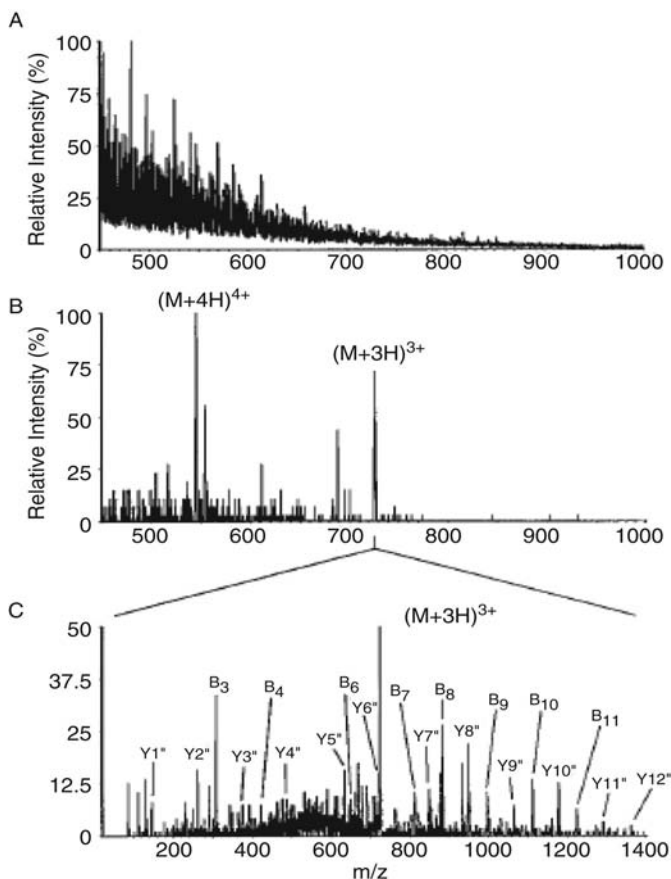 A
Relative Intensity (%)
100
75
50
25
0
500 600 700 800 900 1000
B
(M+4H)4+
(M+3H)3+
Relative Intensity (%)
100
75
50
25
0
500 600 700 800 900 1000
C
(M+3H)3+
50
37.5
25
12.5
0
B3
B4
B6
B7
B8
B9
B10
B11
Y1"
Y2"
Y3"
Y4"
Y5"
Y6"
Y7"
Y8"
Y9"
Y10"
Y11"
Y12"
200 400 600 800 1000 1200 1400
m/z